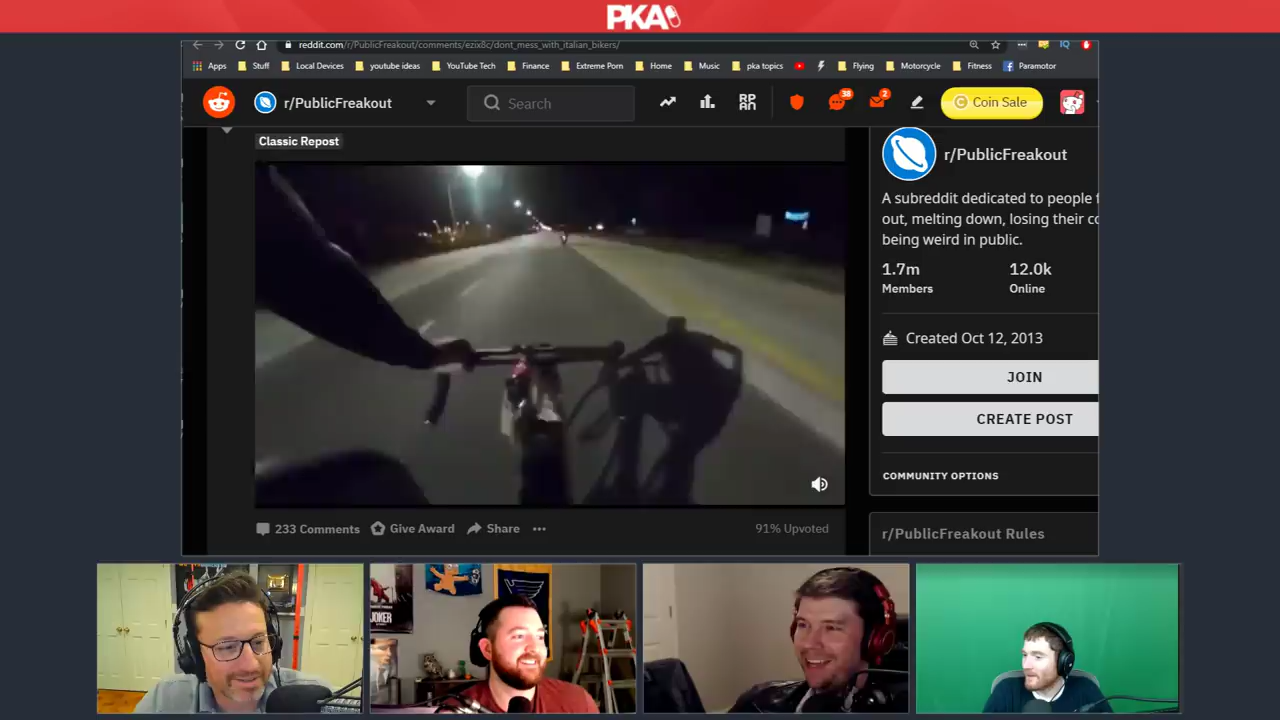 PKA
reddit.com/r/PublicFreakout/comments/ezix8c/dont_mess_with_italian_bikers/
Apps Stuff Local Devices youtube ideas YouTube Tech Finance Extreme Porn Home Music pka topics Flying Motorcycle Fitness Paramotor
r/PublicFreakout Search 38 2 Coin Sale
Classic Repost
r/PublicFreakout
A subreddit dedicated to people f
out, melting down, losing their co
being weird in public.
1.7m 12.0k
Members Online
Created Oct 12, 2013
JOIN
CREATE POST
COMMUNITY OPTIONS
233 Comments Give Award Share 91% Upvoted
r/PublicFreakout Rules
JOKER